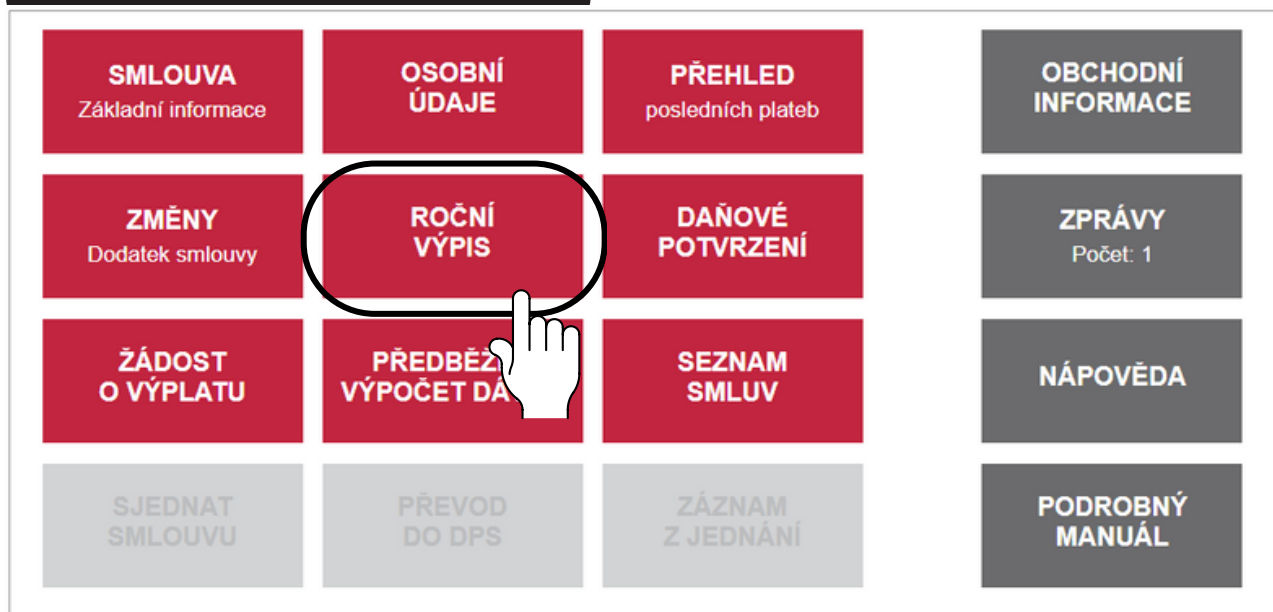 SMLOUVA
Základní informace
OSOBNÍ
ÚDAJE
PŘEHLED
posledních plateb
OBCHODNÍ
INFORMACE
ZMĚNY
Dodatek smlouvy
ROČNÍ
VÝPIS
DAŇOVÉ
POTVRZENÍ
ZPRÁVY
Počet: 1
ŽÁDOST
O VÝPLATU
VÝPOČET
SEZNAM
SMLUV
NÁPOVĚDA
SJEDNAT
SMLOUVU
PŘEVOD
DO DPS
ZÁZNAM
Z JEDNÁNÍ
PODROBNÝ
MANUÁL